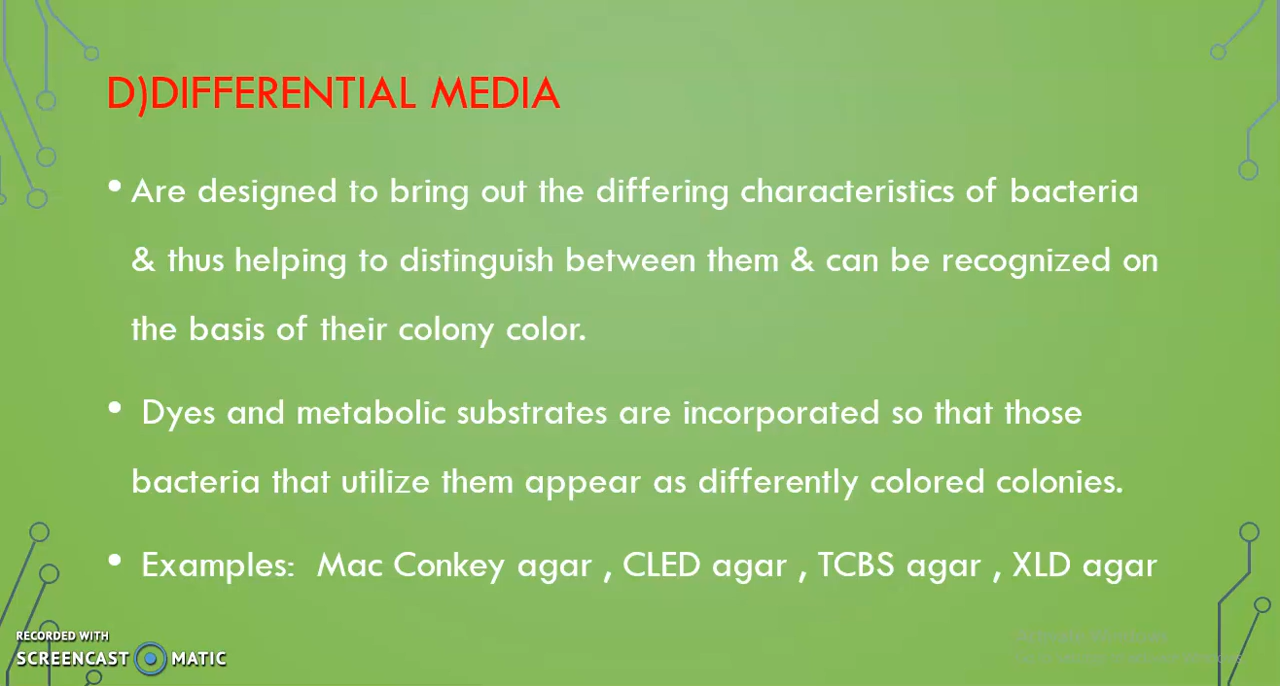 D)DIFFERENTIAL MEDIA
• Are designed to bring out the differing characteristics of bacteria
& thus helping to distinguish between them & can be recognized on
the basis of their colony color.
• Dyes and metabolic substrates are incorporated so that those
bacteria that utilize them appear as differently colored colonies.
• Examples: Mac Conkey agar , CLED agar , TCBS agar , XLD agar
RECORDED WITH
SCREENCAST MATIC
Activate Windows